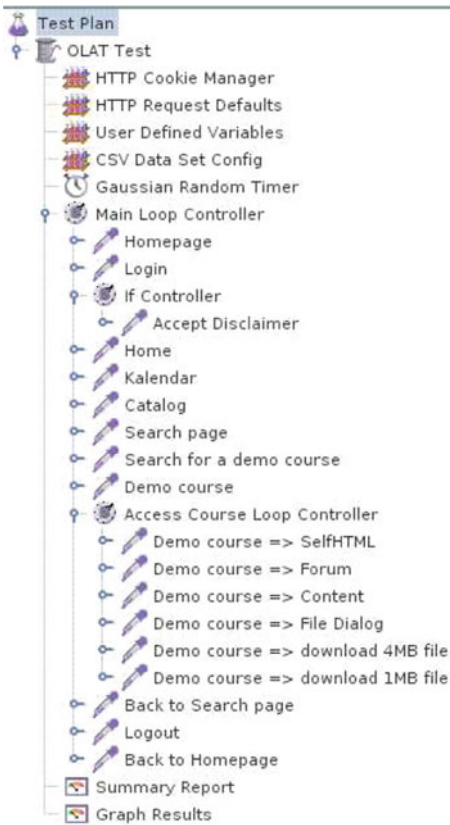 Test Plan
OLAT Test
HTTP Cookie Manager
HTTP Request Defaults
User Defined Variables
CSV Data Set Config
Gaussian Random Timer
Main Loop Controller
Homepage
Login
If Controller
Accept Disclaimer
Home
Kalendar
Catalog
Search page
Search for a demo course
Demo course
Access Course Loop Controller
Demo course => SelfHTML
Demo course => Forum
Demo course => Content
Demo course => File Dialog
Demo course => download 4MB file
Demo course => download 1MB file
Back to Search page
Logout
Back to Homepage
Summary Report
Graph Results